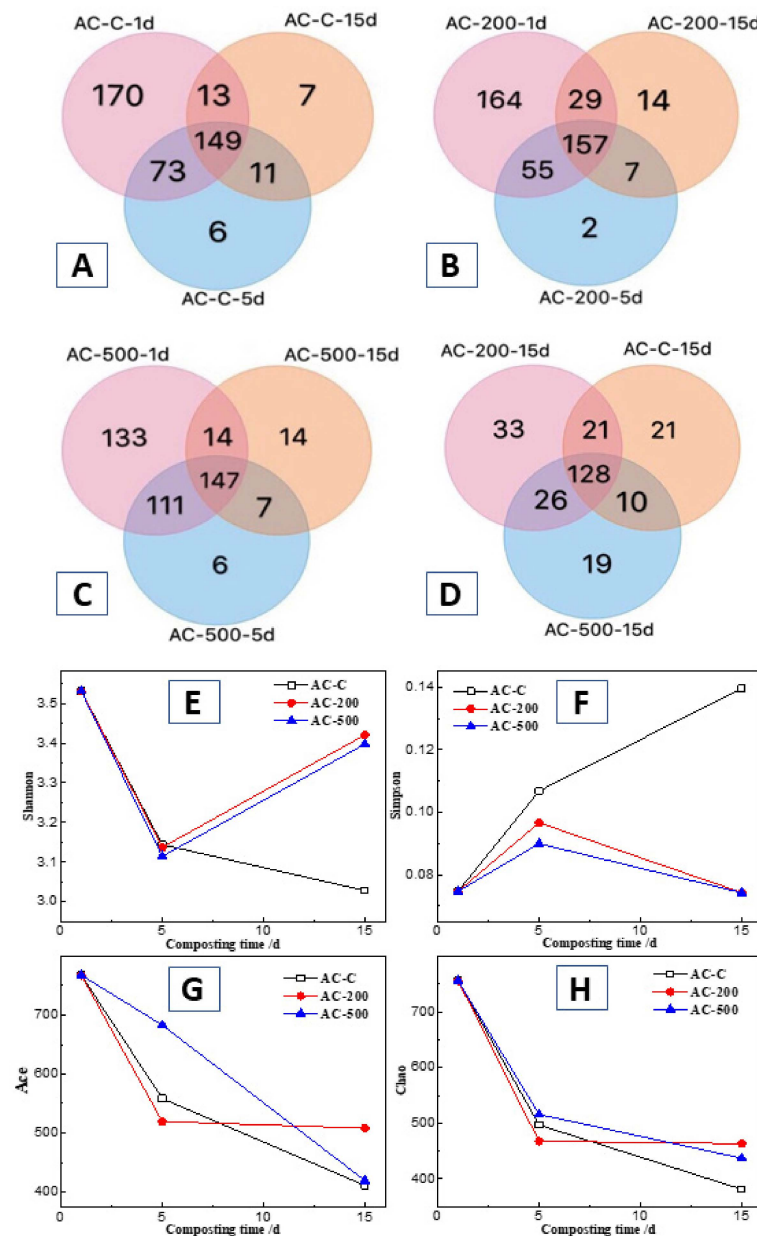 AC-C-1d
AC-C-15d
170
13
7
149
73
11
6
A
AC-C-5d
AC-200-1d
AC-200-15d
164
29
14
157
55
7
2
B
AC-200-5d
AC-500-1d
AC-500-15d
133
14
14
147
111
7
6
C
AC-500-5d
AC-200-15d
AC-C-15d
33
21
21
128
26
10
19
D
AC-500-15d
E
AC-C
AC-200
AC-500
3.5
3.4
3.3
3.2
3.1
3.0
Shannon
0
5
10
15
Composting time /d
F
AC-C
AC-200
AC-500
0.14
0.12
0.10
0.08
Simpson
0
5
10
15
Composting time /d
G
AC-C
AC-200
AC-500
700
600
500
400
Ace
0
5
10
15
Composting time /d
H
AC-C
AC-200
AC-500
700
600
500
400
Chao
0
5
10
15
Composting time /d